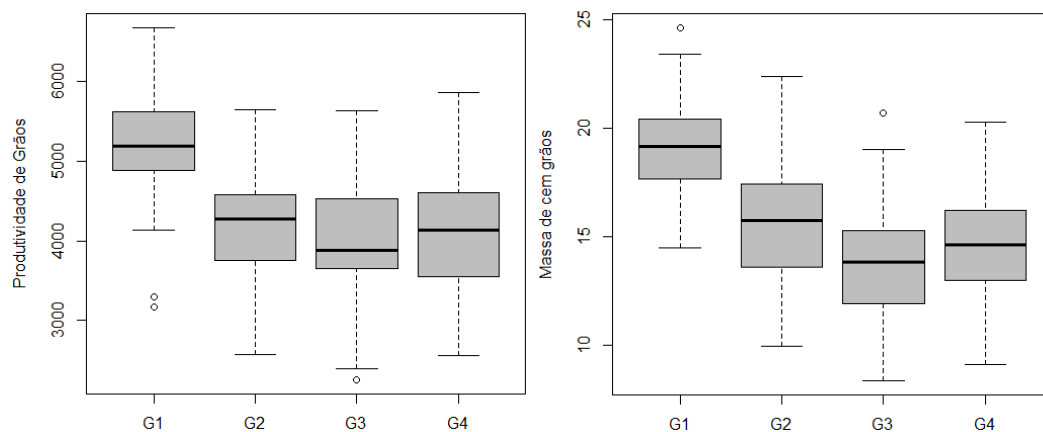 Produtividade de Grãos
6000
5000
4000
3000
G1 G2 G3 G4
Massa de cem grãos
25
20
15
10
G1 G2 G3 G4